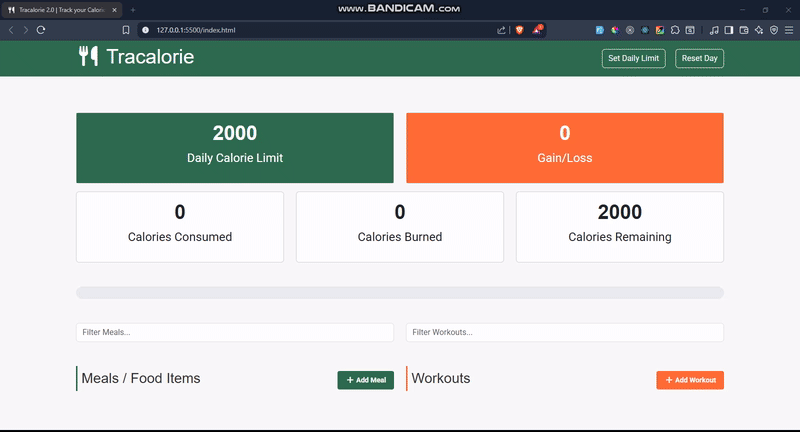 www.BANDICAM.com
Tracalorie 2.0 | Track your Calorie
127.0.0.1:5500/index.html
Tracalorie
Set Daily Limit
Reset Day
2000
Daily Calorie Limit
0
Gain/Loss
0
Calories Consumed
0
Calories Burned
2000
Calories Remaining
Filter Meals...
Filter Workouts...
Meals / Food Items
+ Add Meal
Workouts
+ Add Workout